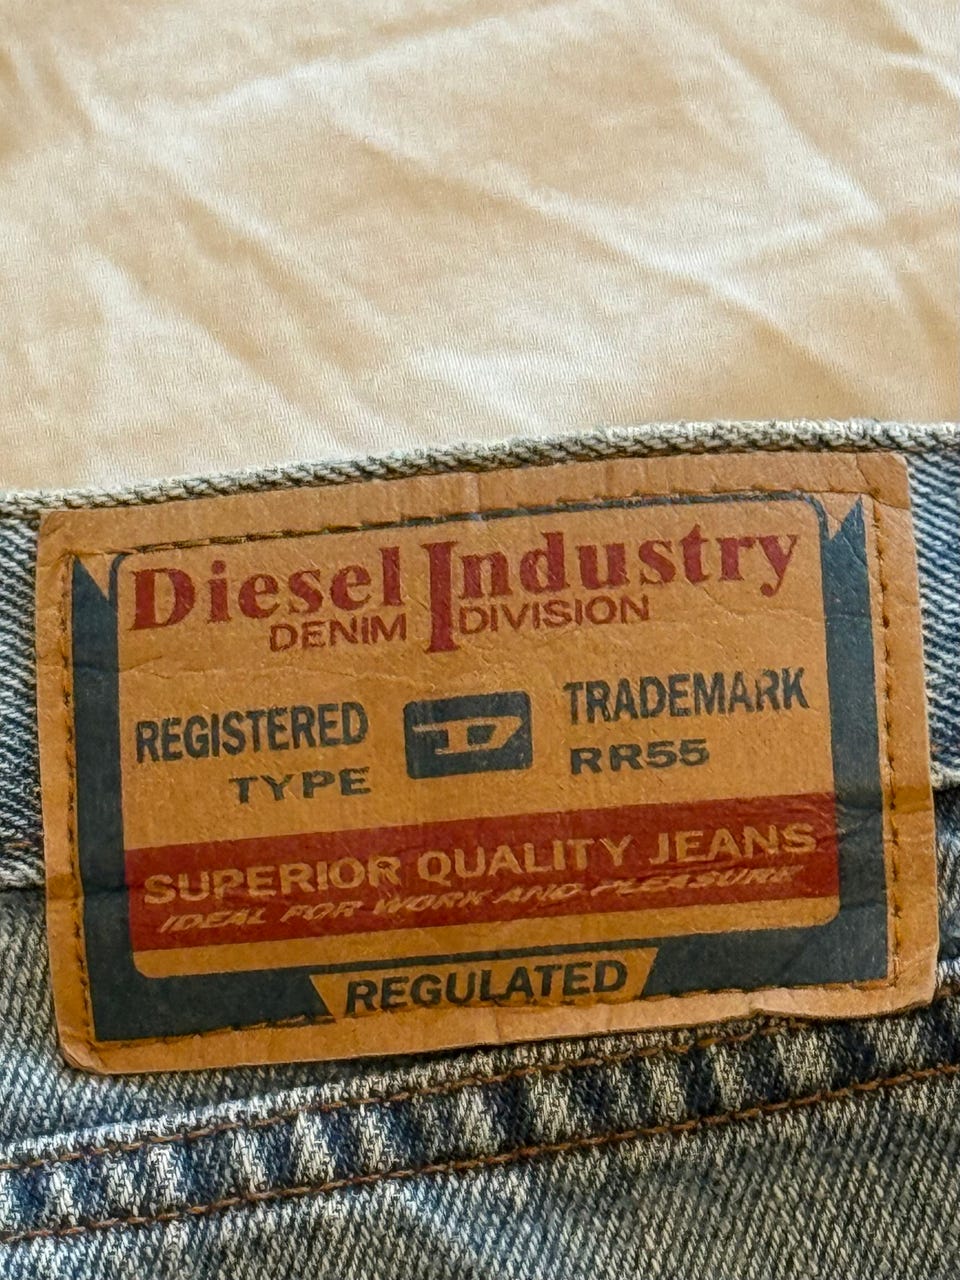 Diesel Industry
DENIM DIVISION
REGISTERED D TRADEMARK
TYPE RR55
SUPERIOR QUALITY JEANS
IDEAL FOR WORK AND PLEASURE
REGULATED